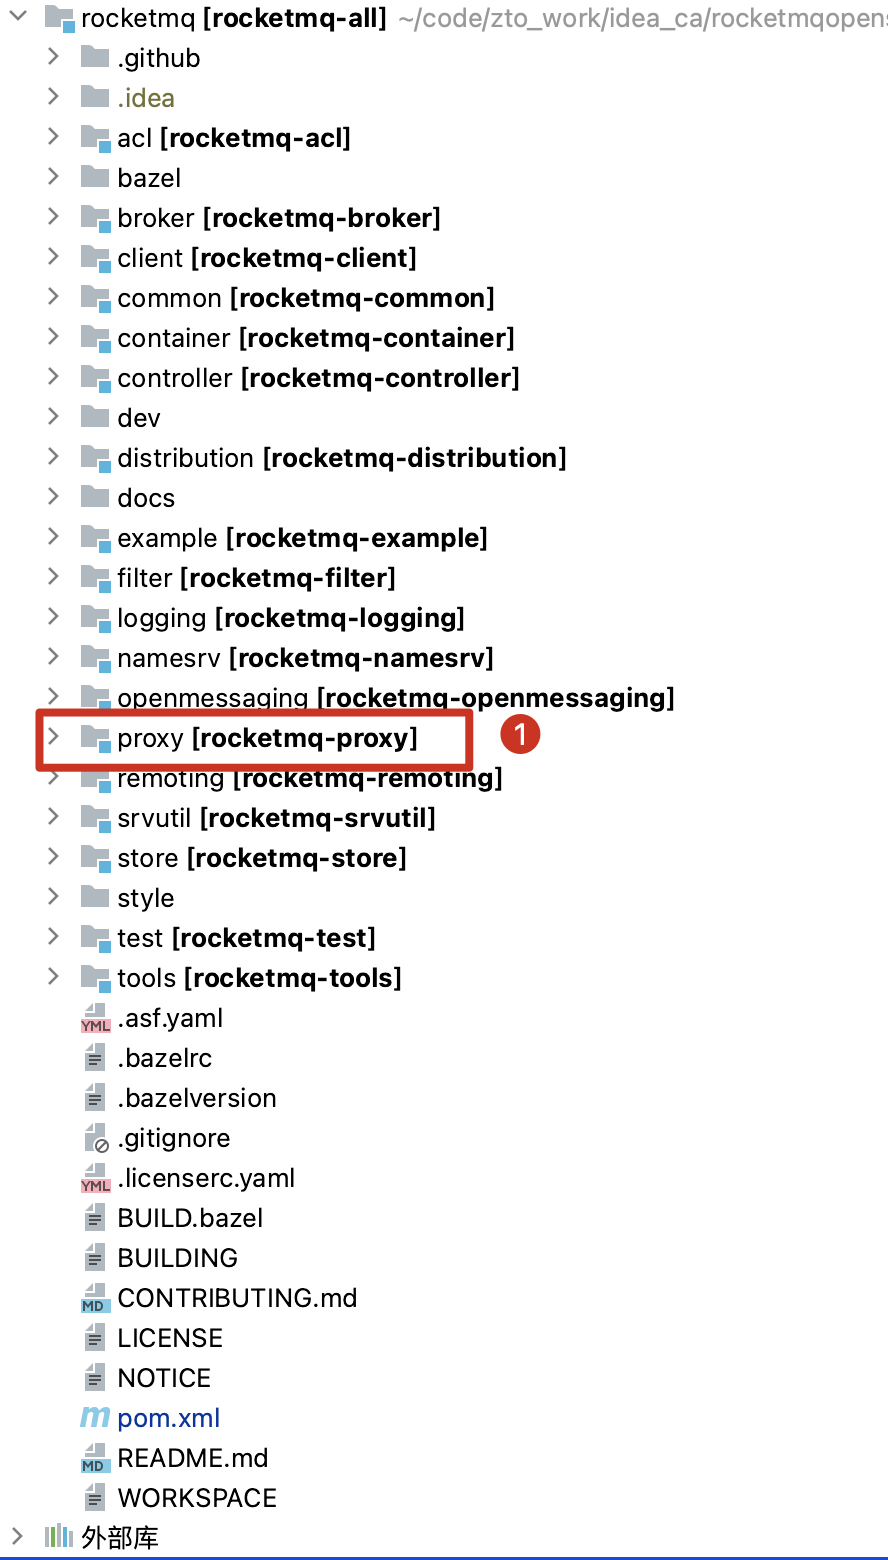 rocketmq [rocketmq-all] ~/code/zto_work/idea_ca/rocketmqopens
.github
.idea
acl [rocketmq-acl]
bazel
broker [rocketmq-broker]
client [rocketmq-client]
common [rocketmq-common]
container [rocketmq-container]
controller [rocketmq-controller]
dev
distribution [rocketmq-distribution]
docs
example [rocketmq-example]
filter [rocketmq-filter]
logging [rocketmq-logging]
namesrv [rocketmq-namesrv]
openmessaging [rocketmq-openmessaging]
proxy [rocketmq-proxy] 1
remoting [rocketmq-remoting]
srvutil [rocketmq-srvutil]
store [rocketmq-store]
style
test [rocketmq-test]
tools [rocketmq-tools]
YML .asf.yaml
.bazelrc
.bazelversion
.gitignore
YML .licenserc.yaml
BUILD.bazel
BUILDING
MD CONTRIBUTING.md
LICENSE
NOTICE
m pom.xml
MD README.md
WORKSPACE
外部库